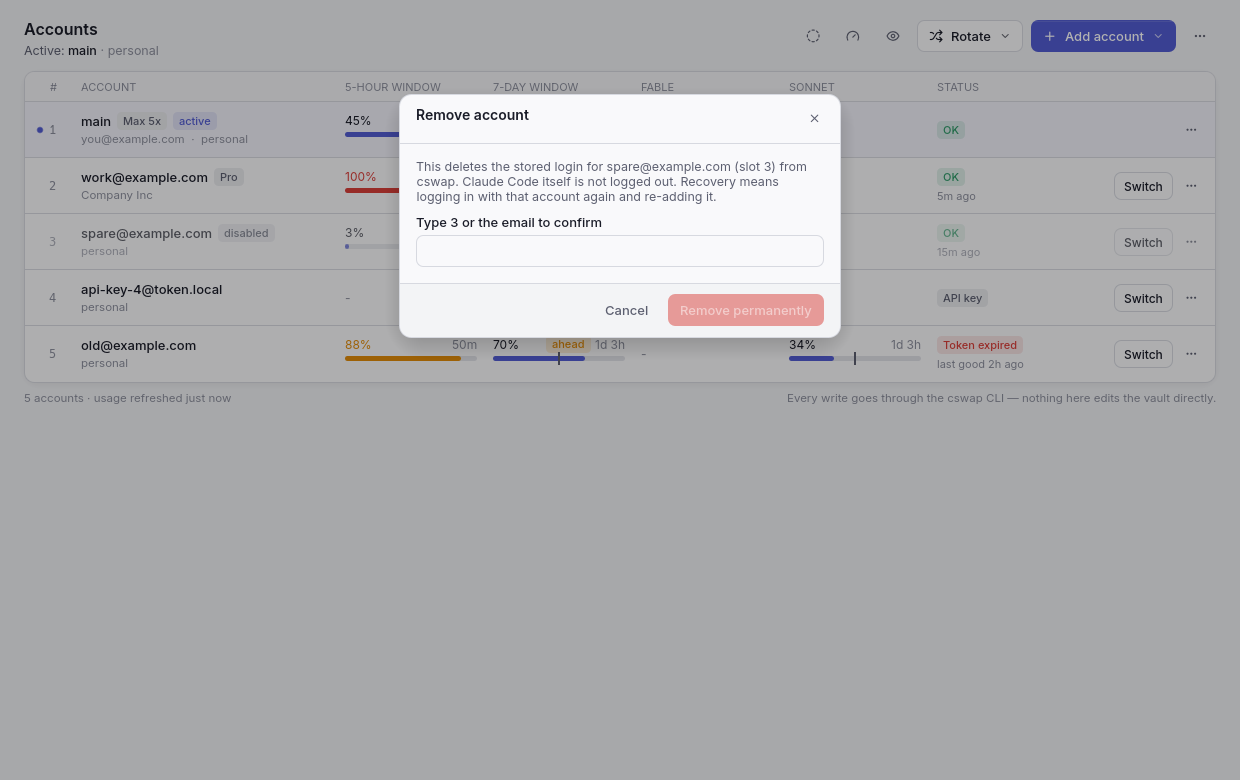 Accounts
Active: main · personal
Rotate
Add account
# ACCOUNT 5-HOUR WINDOW 7-DAY WINDOW FABLE SONNET STATUS
1 main Max 5x active 45% OK
you@example.com · personal
2 work@example.com Pro 100% OK Switch
Company Inc 5m ago
3 spare@example.com disabled 3% OK Switch
personal 15m ago
4 api-key-4@token.local - API key Switch
personal
5 old@example.com 88% 50m 70% ahead 1d 3h - 34% 1d 3h Token expired Switch
personal last good 2h ago
5 accounts · usage refreshed just now
Every write goes through the cswap CLI — nothing here edits the vault directly.
Remove account
This deletes the stored login for spare@example.com (slot 3) from
cswap. Claude Code itself is not logged out. Recovery means
logging in with that account again and re-adding it.
Type 3 or the email to confirm
Cancel
Remove permanently